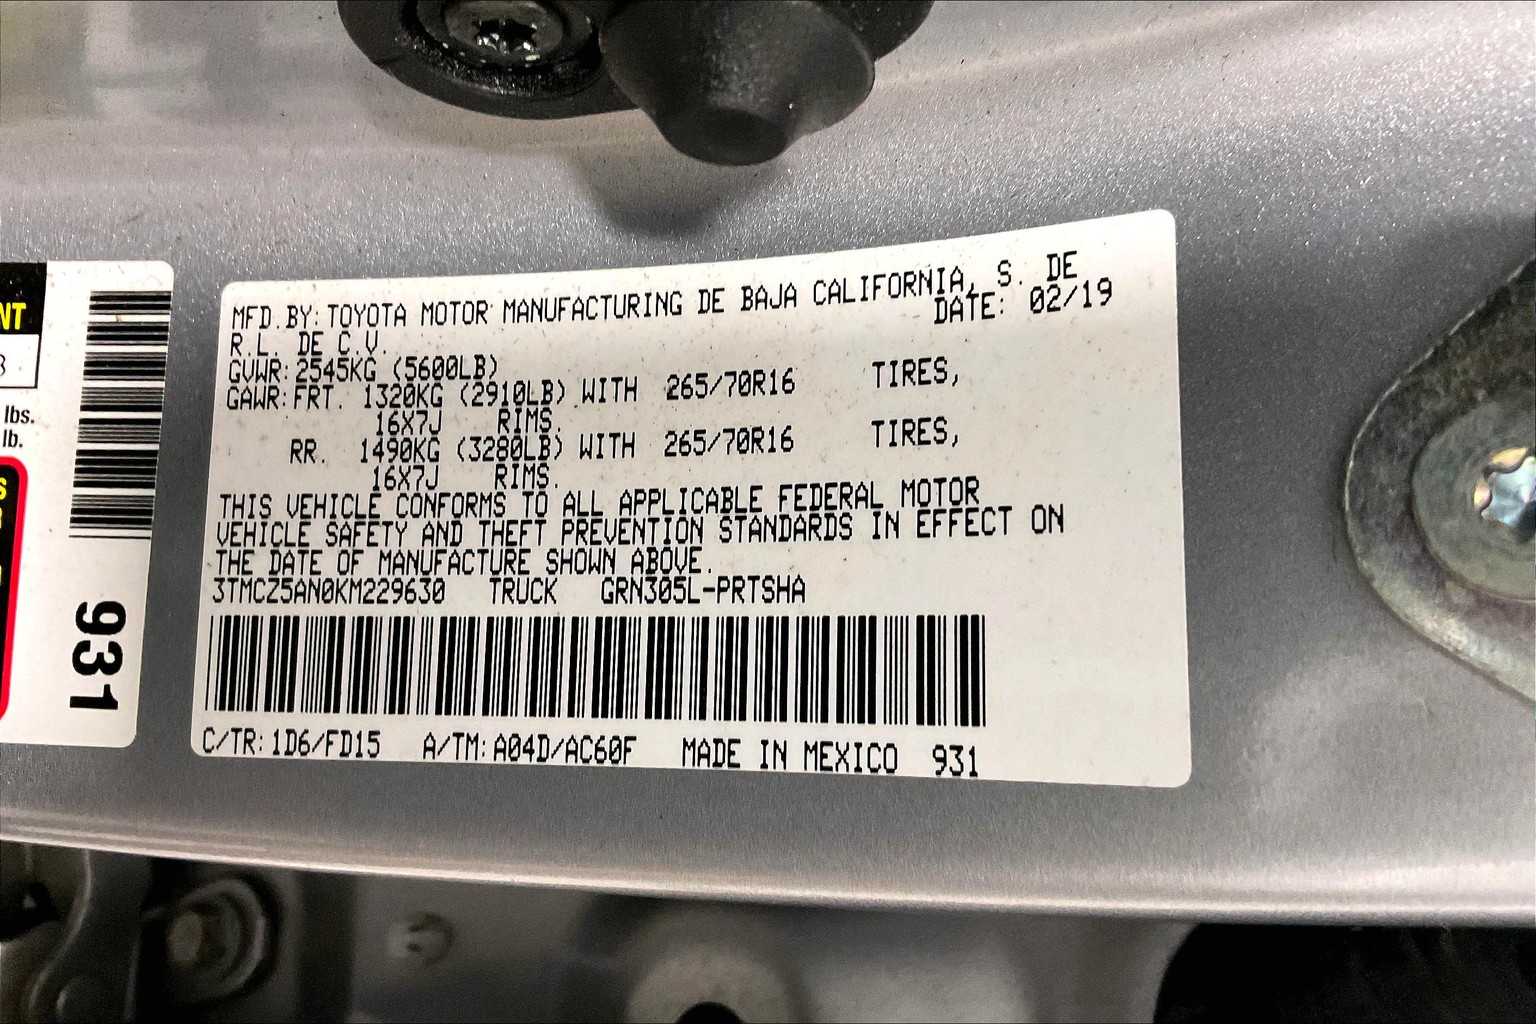 MFD.BY: TOYOTA MOTOR MANUFACTURING DE BAJA CALIFORNIA, S. DE
R.L. DE C.V. DATE: 02/19
GVWR: 2545KG (5600LB)
GAWR: FRT. 1320KG (2910LB) WITH 265/70R16 TIRES,
16X7J RIMS.
RR. 1490KG (3280LB) WITH 265/70R16 TIRES,
16X7J RIMS.
THIS VEHICLE CONFORMS TO ALL APPLICABLE FEDERAL MOTOR
VEHICLE SAFETY AND THEFT PREVENTION STANDARDS IN EFFECT ON
THE DATE OF MANUFACTURE SHOWN ABOVE.
3TMCZ5AN0KM229630 TRUCK GRN305L-PRTSHA
C/TR: 1D6/FD15 A/TM: A04D/AC60F MADE IN MEXICO 931
lbs.
lb.
931